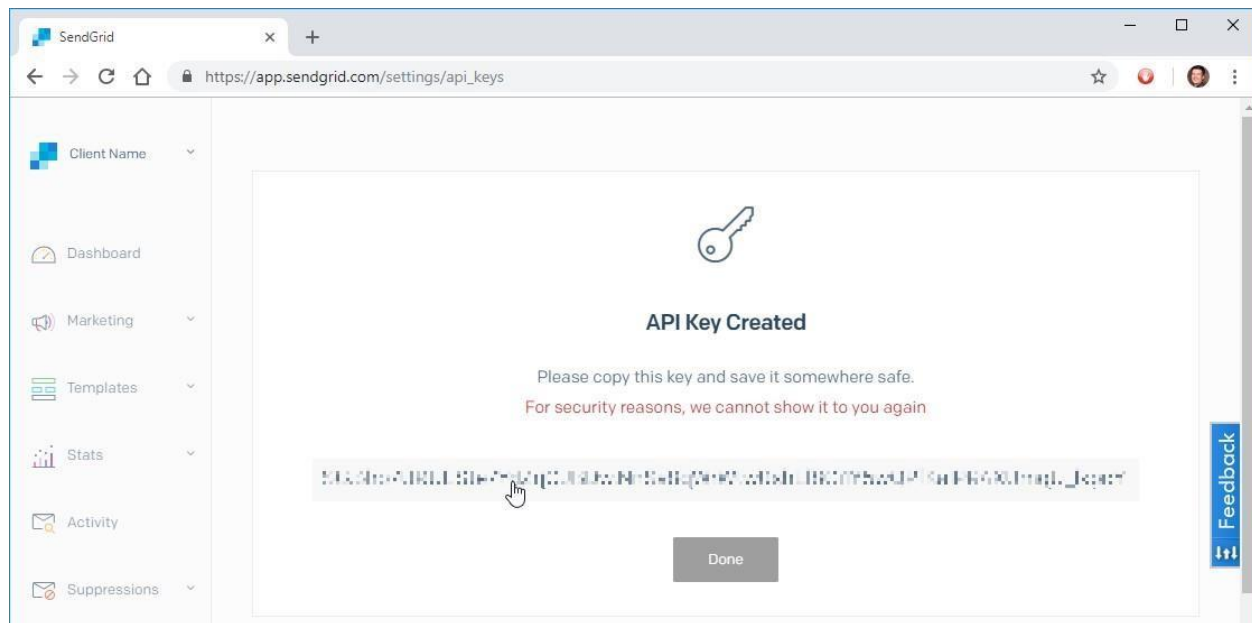 SendGrid
https://app.sendgrid.com/settings/api_keys
Client Name
Dashboard
Marketing
Templates
Stats
Activity
Suppressions
API Key Created
Please copy this key and save it somewhere safe.
For security reasons, we cannot show it to you again
Done
Feedback